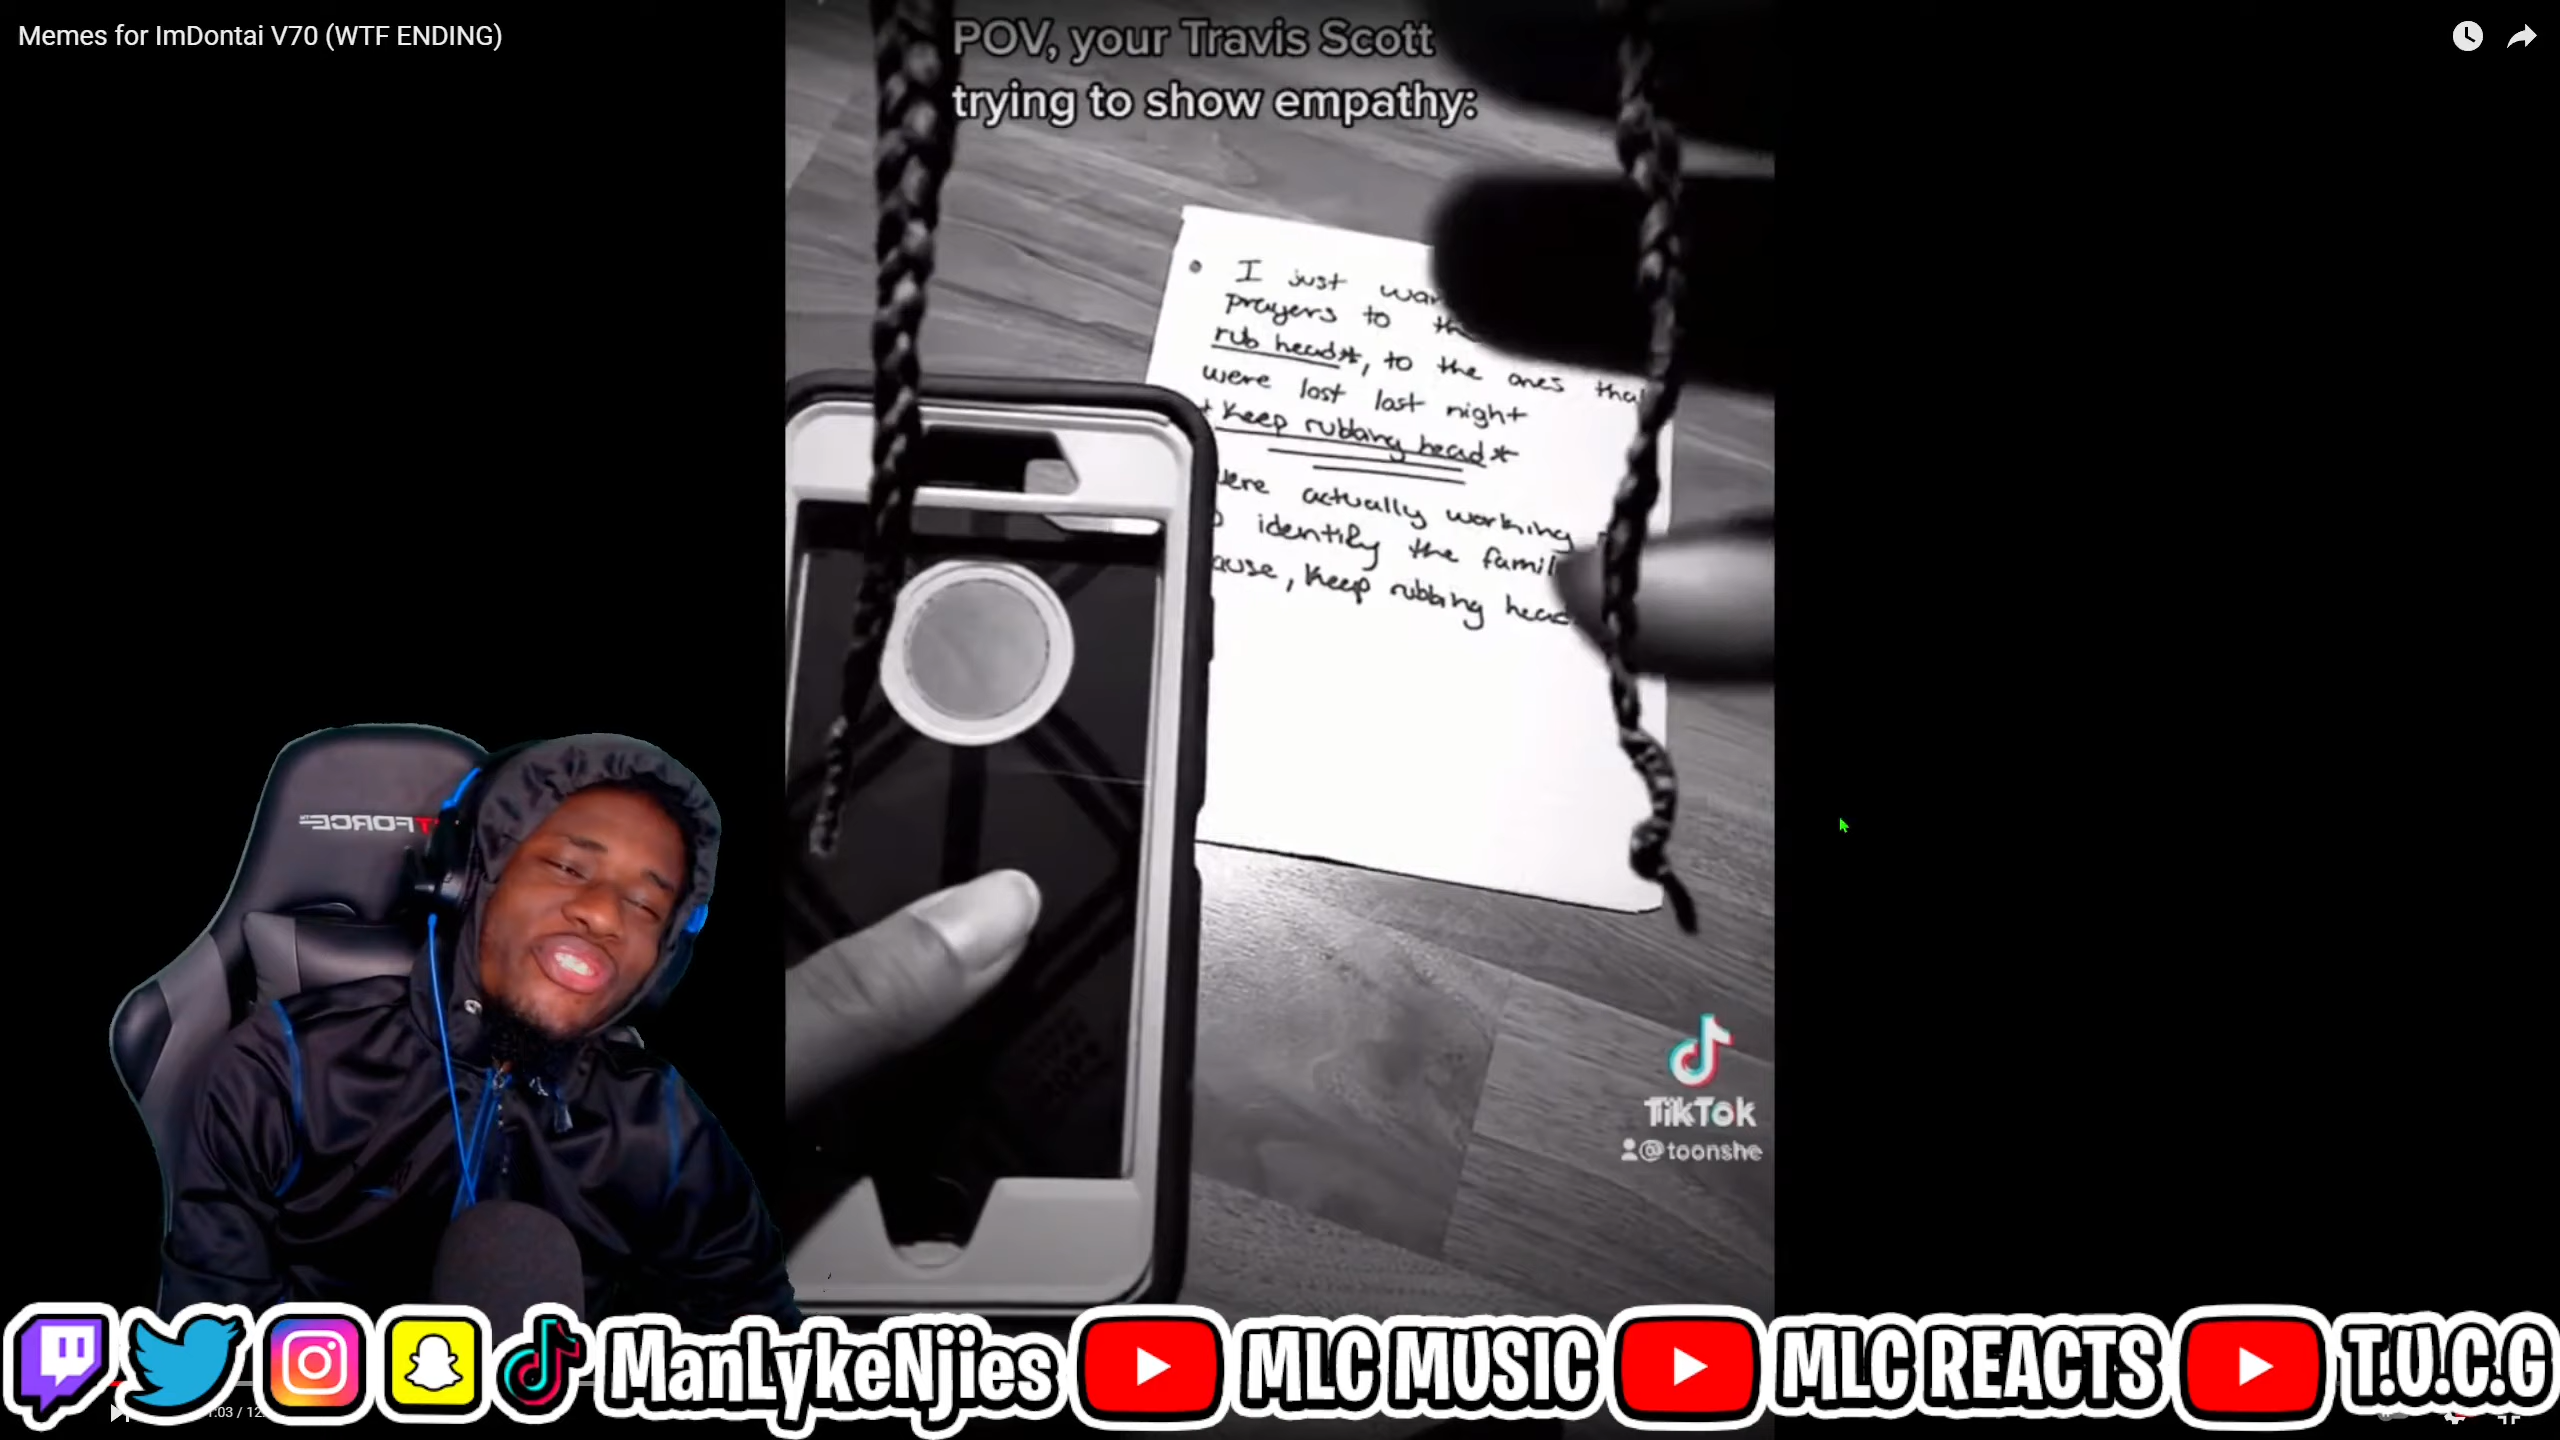 Memes for ImDontai V70 (WTF ENDING)
POV, your Travis Scott
trying to show empathy:
I just
prayers to
rub head*, to the ones
were lost last night
*Keep rubbing head*
actually working
identify the
Keep rubbing
TikTok
@toonshe
ManLykeNjies MLC MUSIC MLC REACTS T.U.C.G